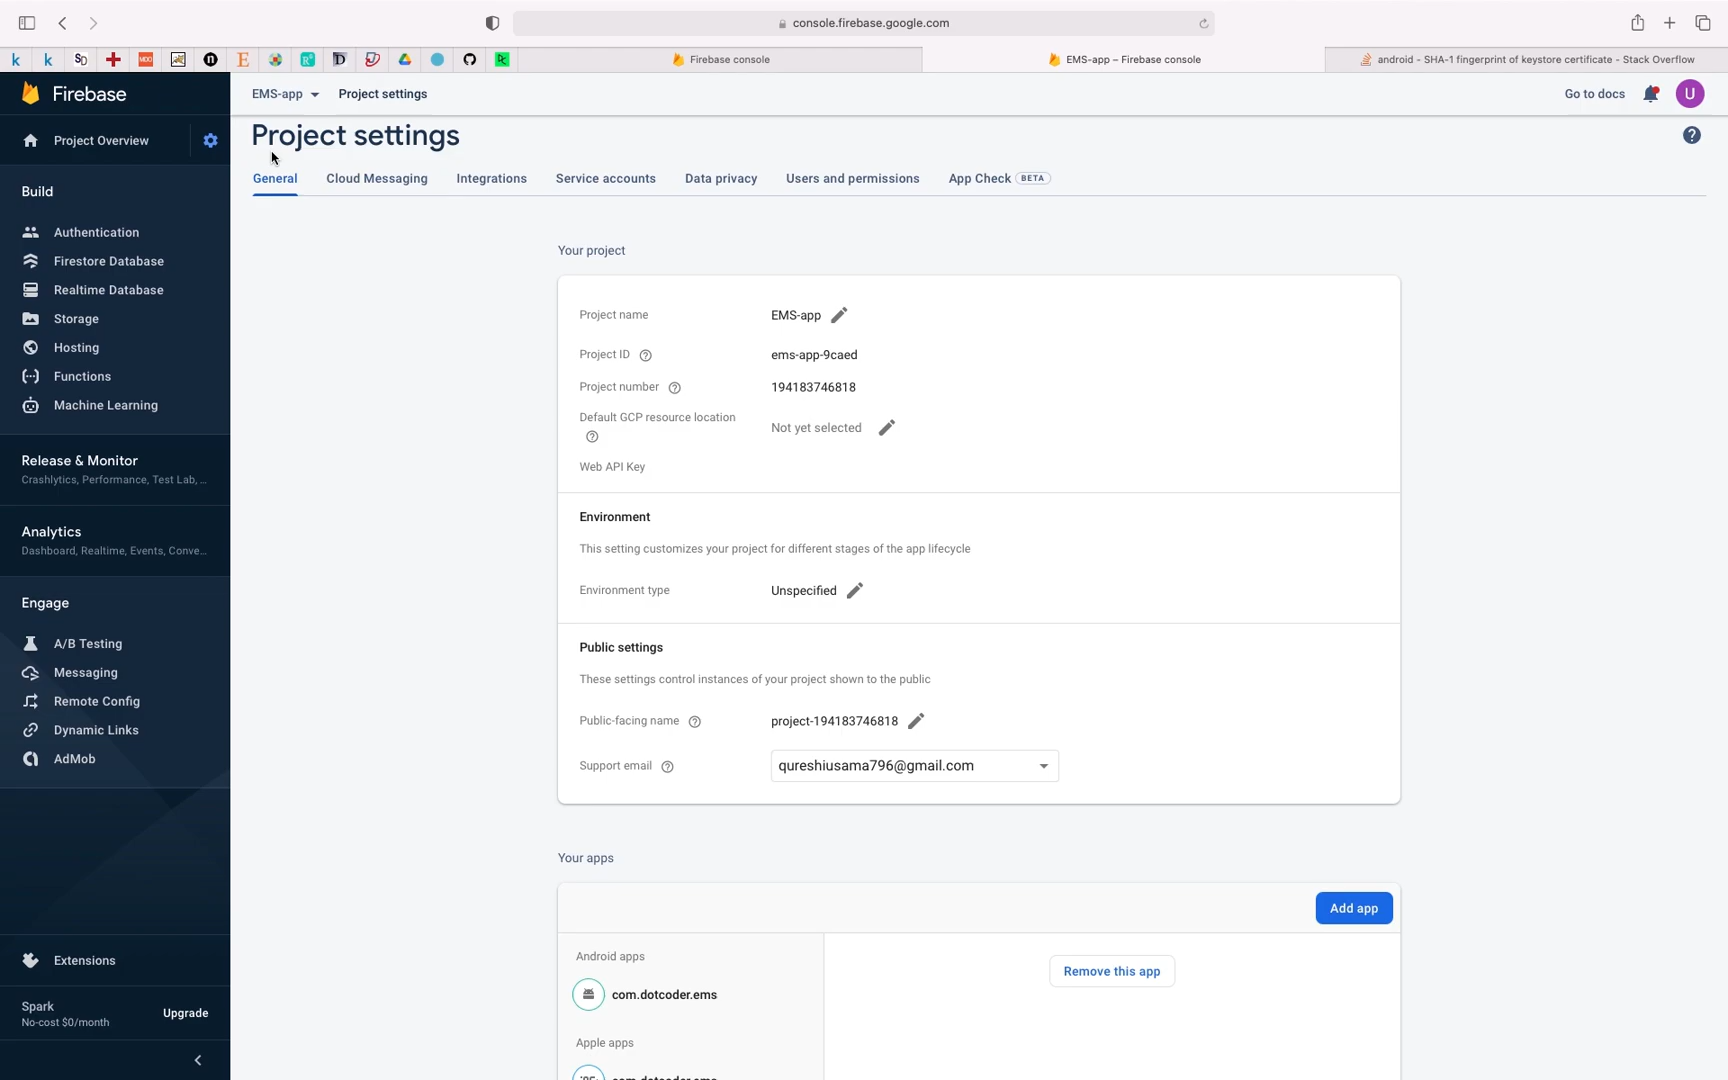 console.firebase.google.com
Firebase console
EMS-app – Firebase console
android - SHA-1 fingerprint of keystore certificate - Stack Overflow
Firebase
EMS-app
Project settings
Go to docs
U
Project Overview
Project settings
General
Cloud Messaging
Integrations
Service accounts
Data privacy
Users and permissions
App Check BETA
Build
Authentication
Firestore Database
Realtime Database
Storage
Hosting
Functions
Machine Learning
Release & Monitor
Crashlytics, Performance, Test Lab, ...
Analytics
Dashboard, Realtime, Events, Conve...
Engage
A/B Testing
Messaging
Remote Config
Dynamic Links
AdMob
Extensions
Spark
No-cost $0/month
Upgrade
Your project
Project name EMS-app
Project ID ems-app-9caed
Project number 194183746818
Default GCP resource location Not yet selected
Web API Key
Environment
This setting customizes your project for different stages of the app lifecycle
Environment type Unspecified
Public settings
These settings control instances of your project shown to the public
Public-facing name project-194183746818
Support email qureshiusama796@gmail.com
Your apps
Add app
Android apps
com.dotcoder.ems
Remove this app
Apple apps
com.dotcoder.ems